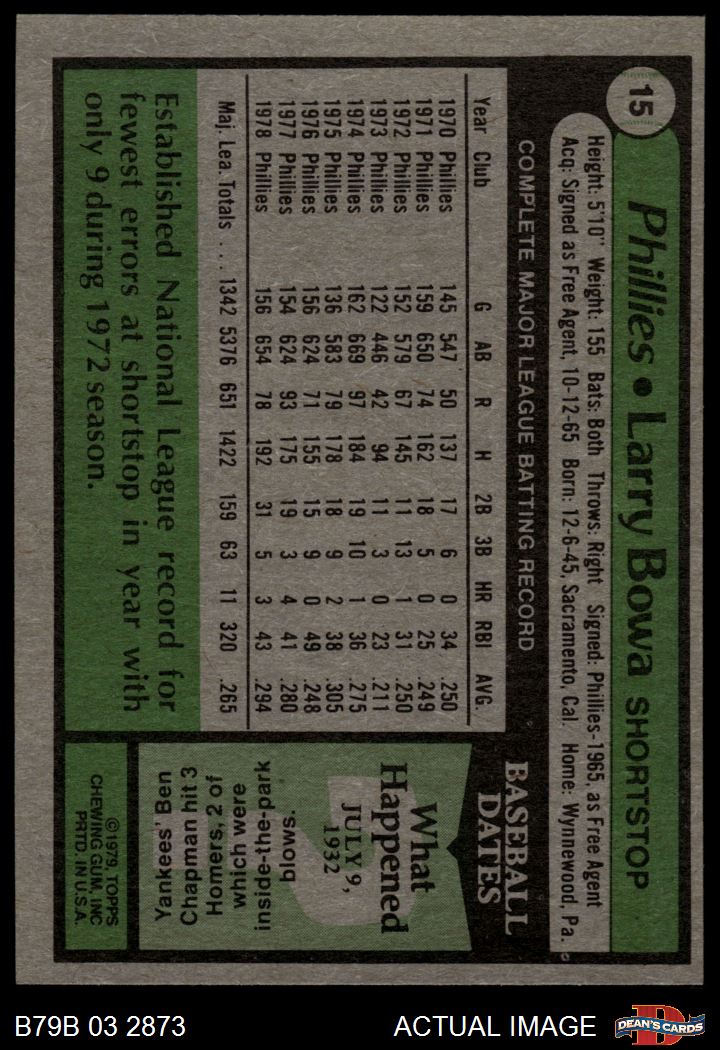 15
Phillies • Larry Bowa SHORTSTOP
Height: 5'10" Weight: 155 Bats: Both Throws: Right Signed: Phillies-1965, as Free Agent
Acq: Signed as Free Agent, 10-12-65 Born: 12-6-45, Sacramento, Cal. Home: Wynnewood, Pa.
COMPLETE MAJOR LEAGUE BATTING RECORD
Year Club G AB R H 2B 3B HR RBI AVG.
1970 Phillies 145 547 50 137 17 6 0 34 .250
1971 Phillies 159 650 74 162 18 5 0 25 .249
1972 Phillies 152 579 67 145 11 13 1 31 .250
1973 Phillies 122 446 42 94 11 3 0 23 .211
1974 Phillies 162 669 97 184 19 10 1 36 .275
1975 Phillies 136 583 79 178 18 9 2 38 .305
1976 Phillies 156 624 71 155 15 9 0 49 .248
1977 Phillies 154 624 93 175 19 3 4 41 .280
1978 Phillies 156 654 78 192 31 5 3 43 .294
Maj. Lea. Totals . . . 1342 5376 651 1422 159 63 11 320 .265
Established National League record for
fewest errors at shortstop in year with
only 9 during 1972 season.
BASEBALL
DATES
What
Happened
JULY 9,
1932
Yankees' Ben
Chapman hit 3
Homers, 2 of
which were
inside-the-park
blows.
©1979, TOPPS
CHEWING GUM, INC
PRTD. IN U.S.A.
B79B 03 2873
ACTUAL IMAGE
D
DEAN'S CARDS